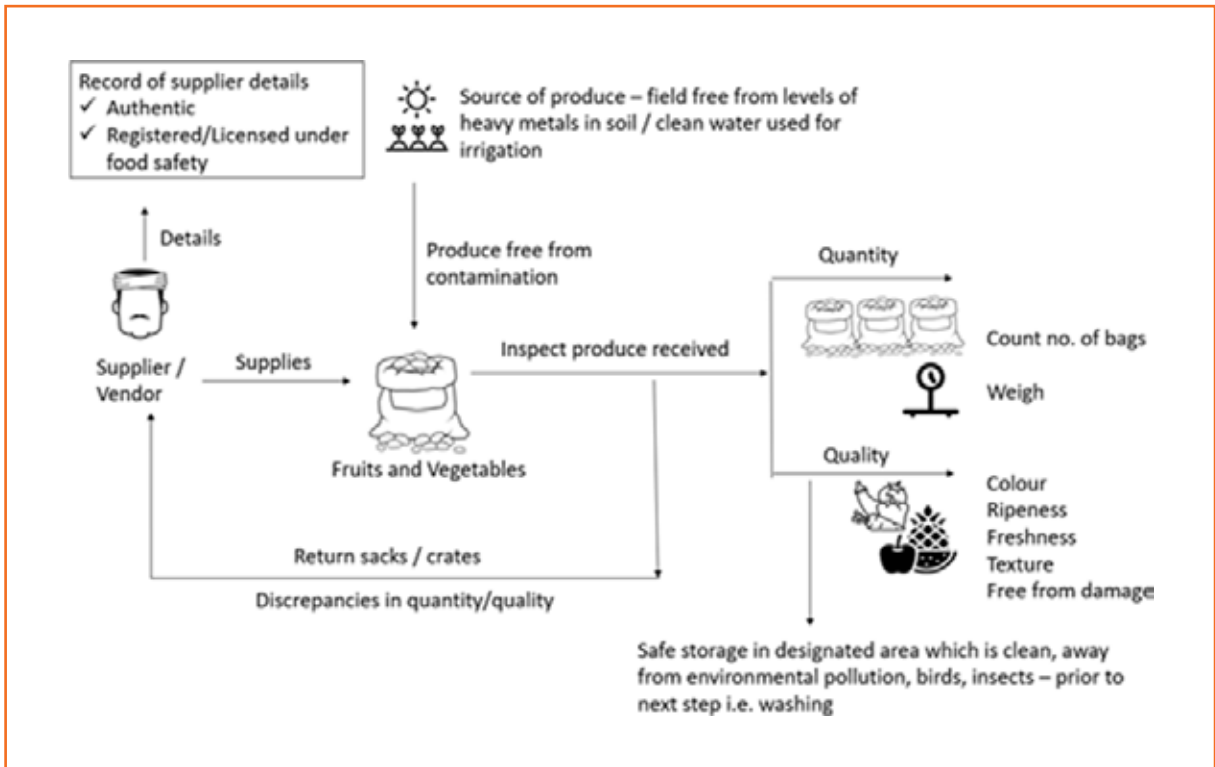 Record of supplier details
✓ Authentic
✓ Registered/Licensed under
food safety
Source of produce – field free from levels of
heavy metals in soil / clean water used for
irrigation
Details
Produce free from
contamination
Supplier /
Vendor
Supplies
Fruits and Vegetables
Inspect produce received
Quantity
Count no. of bags
Weigh
Quality
Colour
Ripeness
Freshness
Texture
Free from damage
Return sacks / crates
Discrepancies in quantity/quality
Safe storage in designated area which is clean, away
from environmental pollution, birds, insects – prior to
next step i.e. washing